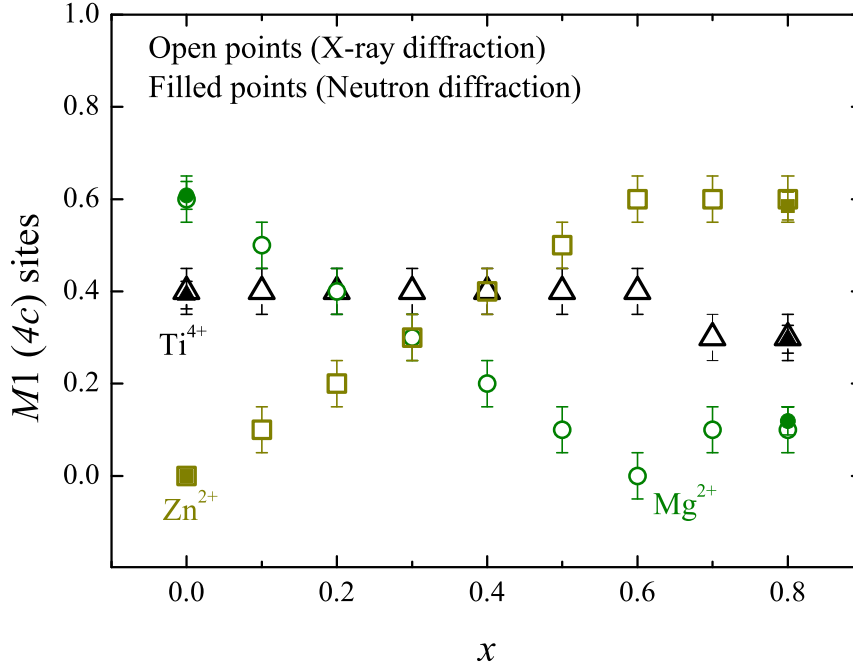 Open points (X-ray diffraction)
Filled points (Neutron diffraction)
M1 (4c) sites
1.0
0.8
0.6
0.4
0.2
0.0
Ti⁴⁺
Zn²⁺
Mg²⁺
0.0 0.2 0.4 0.6 0.8
x